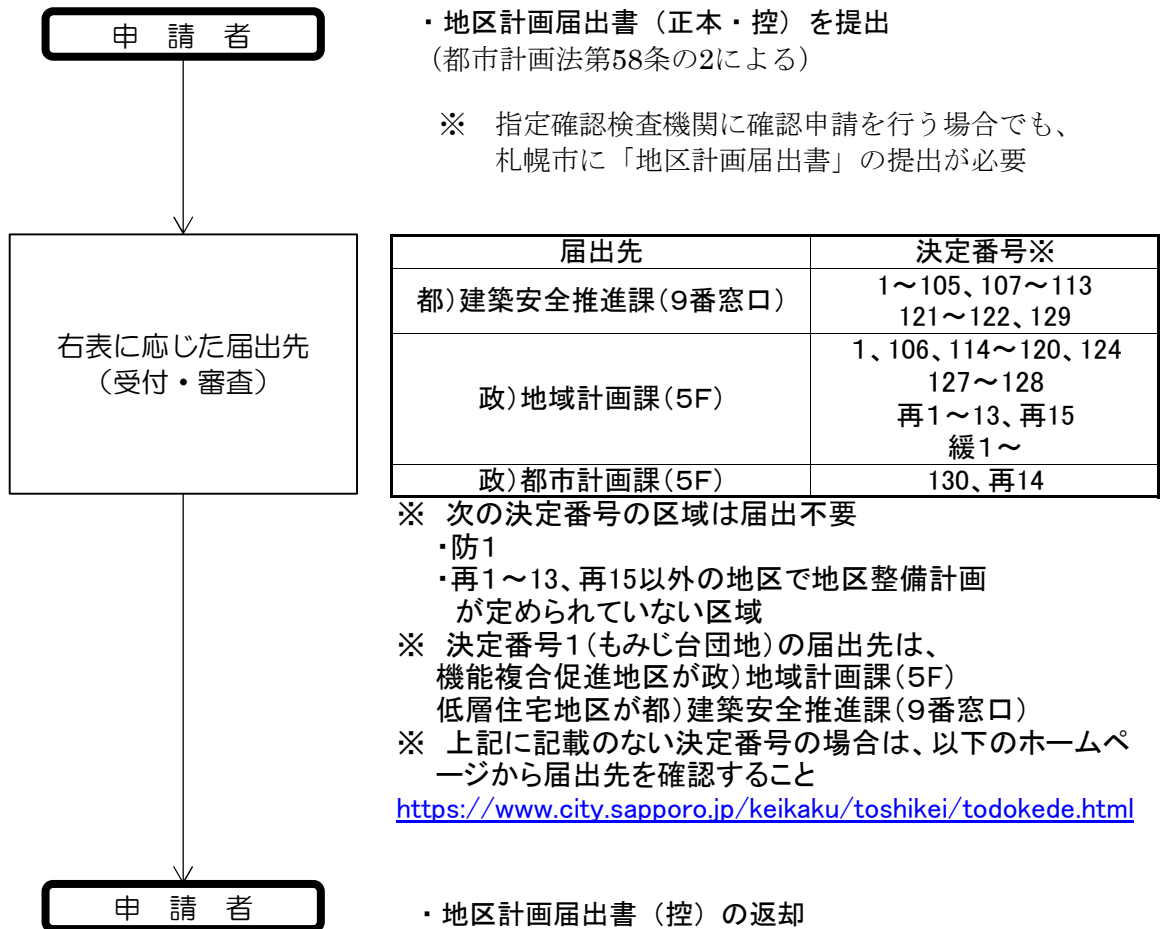 申 請 者
・地区計画届出書（正本・控）を提出
（都市計画法第58条の2による）
※ 指定確認検査機関に確認申請を行う場合でも、
札幌市に「地区計画届出書」の提出が必要
右表に応じた届出先
（受付・審査）
届出先 決定番号※
都）建築安全推進課（９番窓口） 1～105、107～113
121～122、129
政）地域計画課（５F） 1、106、114～120、124
127～128
再１～13、再15
緩１～
政）都市計画課（５F） 130、再14
※ 次の決定番号の区域は届出不要
・防１
・再１～13、再15以外の地区で地区整備計画
が定められていない区域
※ 決定番号１（もみじ台団地）の届出先は、
機能複合促進地区が政）地域計画課（５F）
低層住宅地区が都）建築安全推進課（９番窓口）
※ 上記に記載のない決定番号の場合は、以下のホームペ
ージから届出先を確認すること
https://www.city.sapporo.jp/keikaku/toshikei/todokede.html
申 請 者
・地区計画届出書（控）の返却